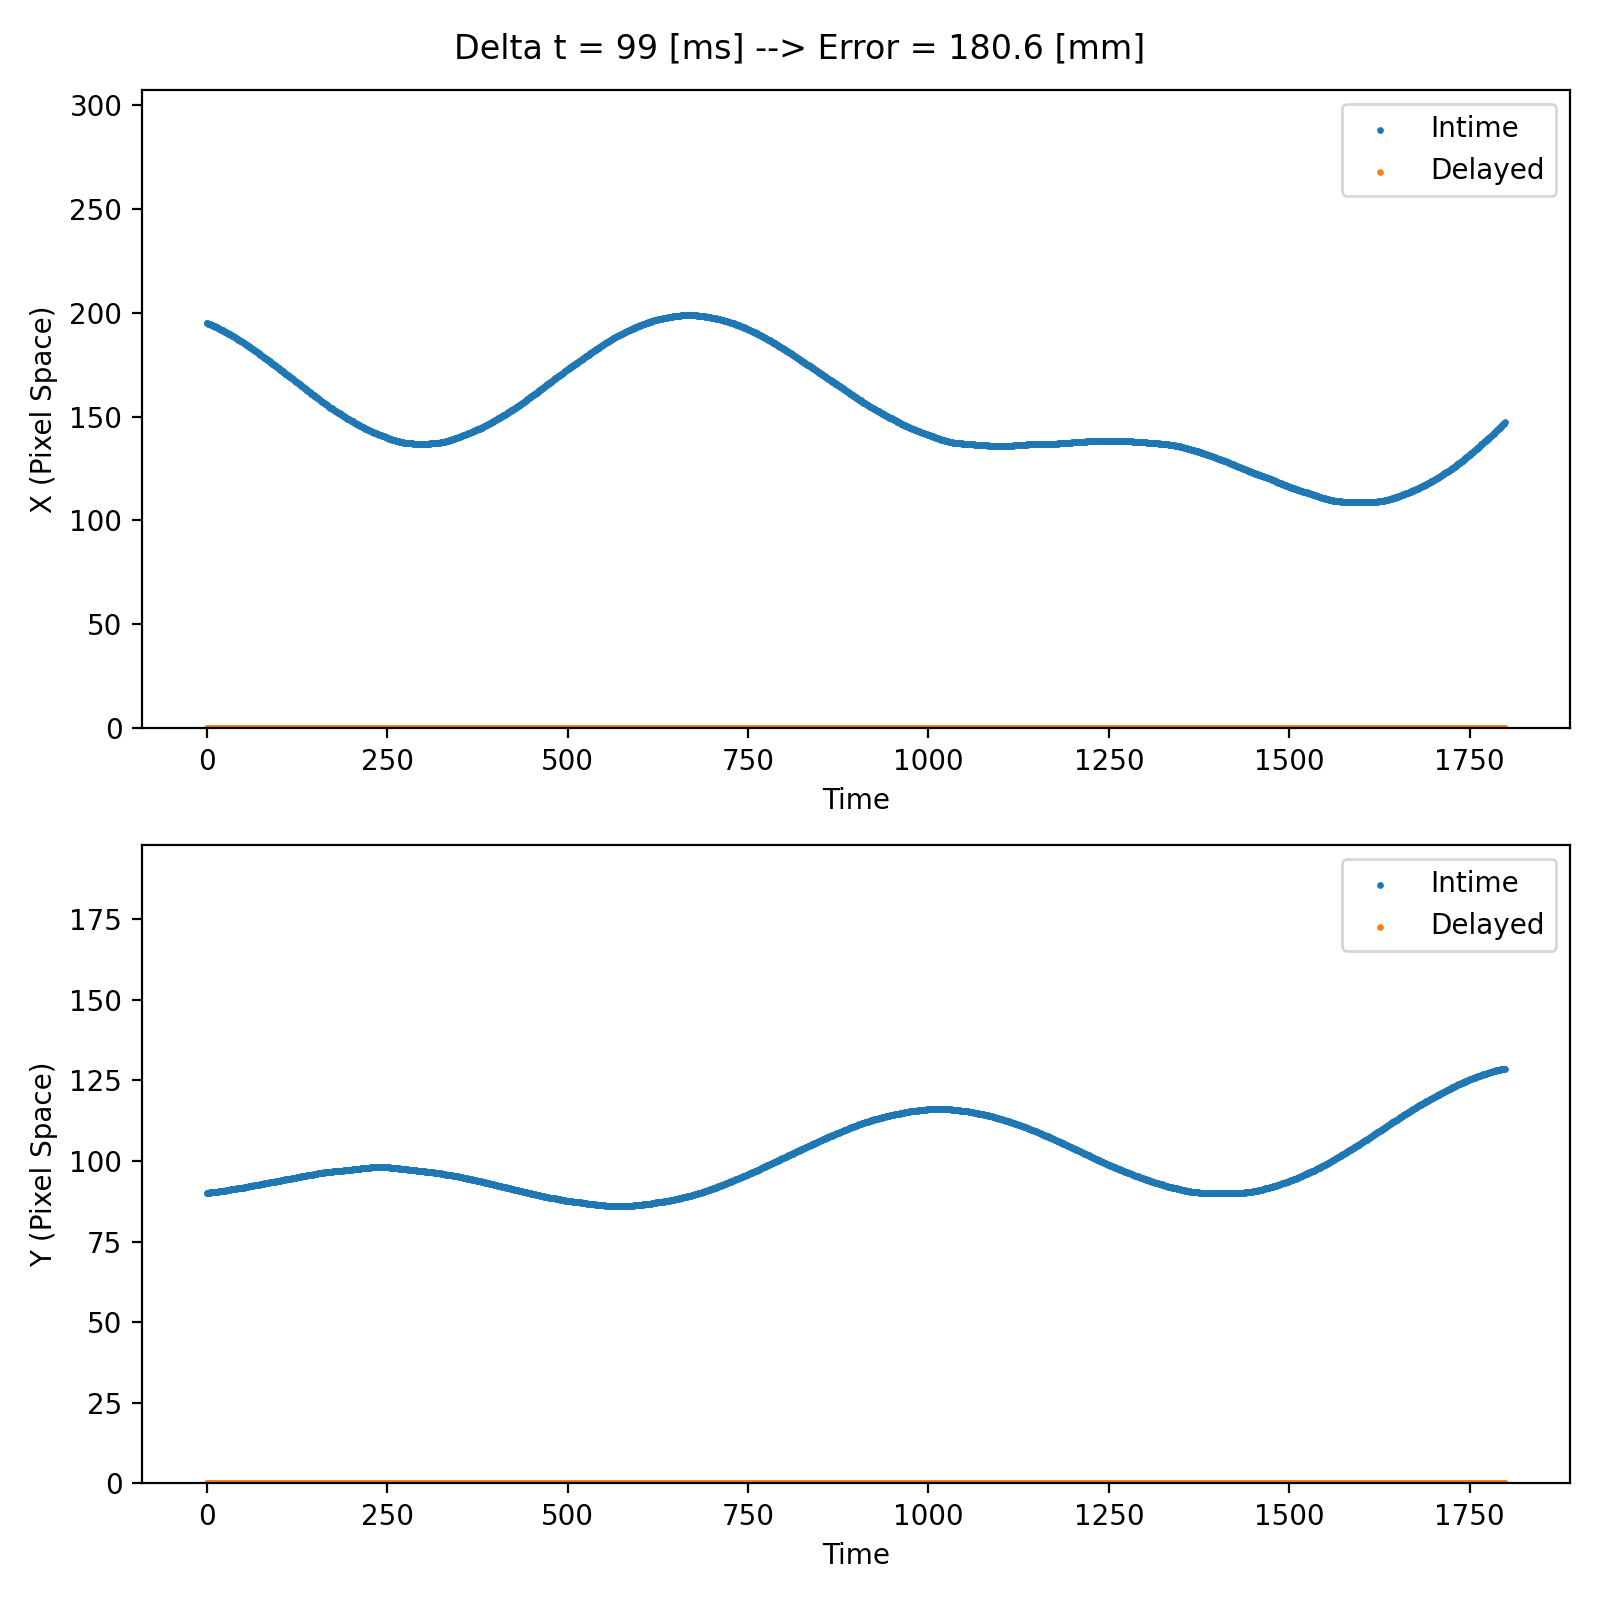 Delta t = 99 [ms] --> Error = 180.6 [mm]
300
250
200
150
100
50
0
X (Pixel Space)
Intime
Delayed
0 250 500 750 1000 1250 1500 1750
Time
175
150
125
100
75
50
25
0
Y (Pixel Space)
Intime
Delayed
0 250 500 750 1000 1250 1500 1750
Time